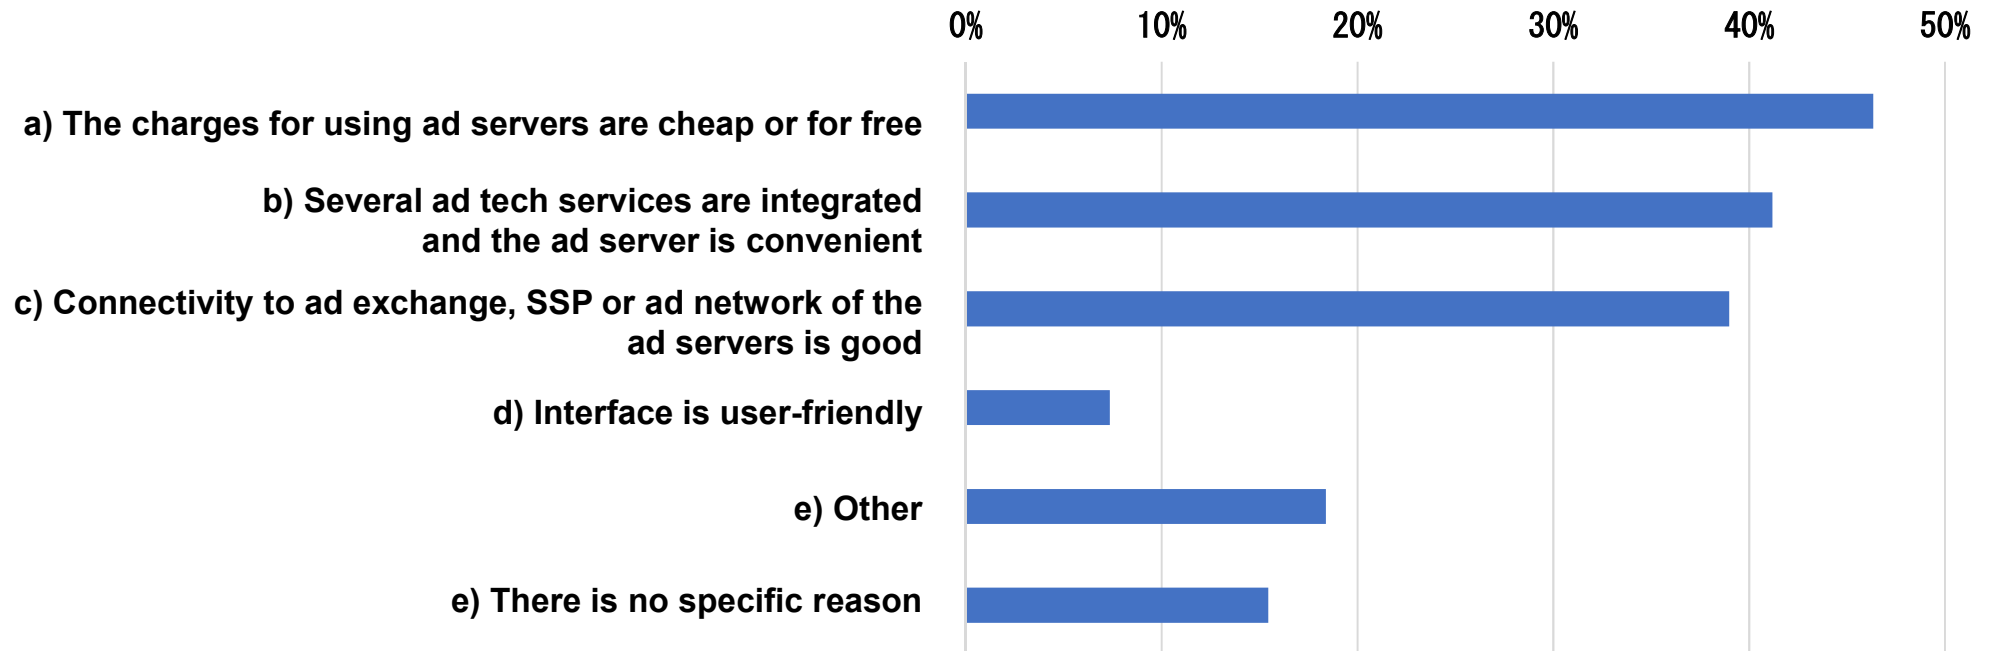 0% 10% 20% 30% 40% 50%
a) The charges for using ad servers are cheap or for free
b) Several ad tech services are integrated
and the ad server is convenient
c) Connectivity to ad exchange, SSP or ad network of the
ad servers is good
d) Interface is user-friendly
e) Other
e) There is no specific reason